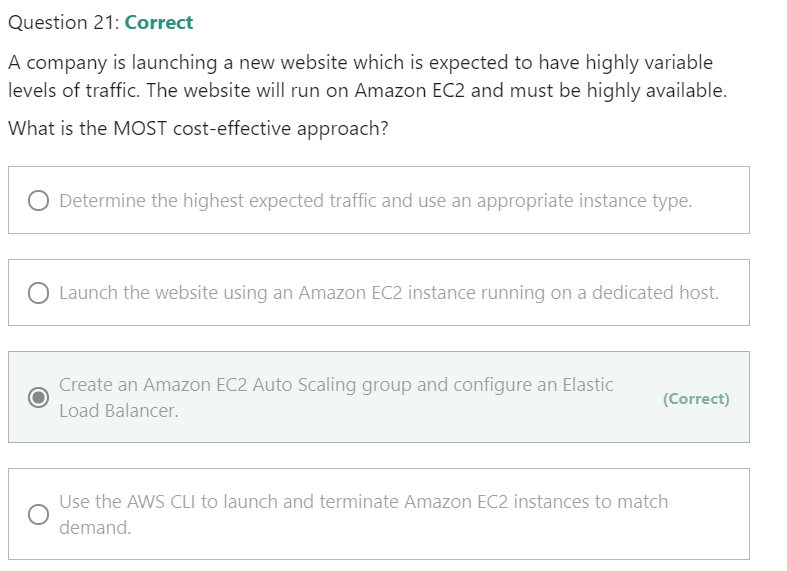 Question 21: Correct
A company is launching a new website which is expected to have highly variable
levels of traffic. The website will run on Amazon EC2 and must be highly available.
What is the MOST cost-effective approach?
Determine the highest expected traffic and use an appropriate instance type.
Launch the website using an Amazon EC2 instance running on a dedicated host.
Create an Amazon EC2 Auto Scaling group and configure an Elastic
Load Balancer.
(Correct)
Use the AWS CLI to launch and terminate Amazon EC2 instances to match
demand.